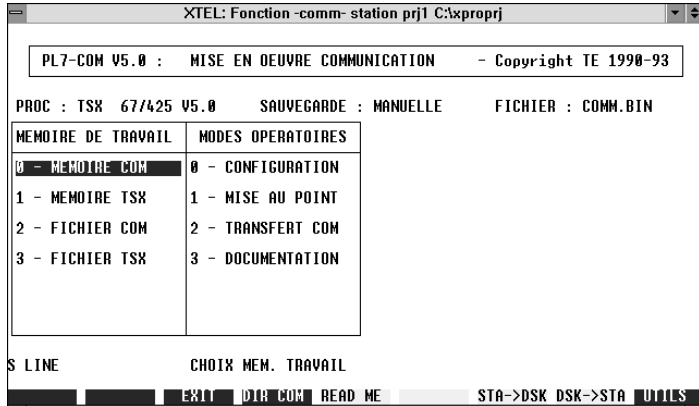 XTEL: Fonction -comm- station prj1 C:\xproprj
PL7-COM V5.0 : MISE EN OEUVRE COMMUNICATION - Copyright TE 1990-93
PROC : TSX 67/425 V5.0 SAUVEGARDE : MANUELLE FICHIER : COMM.BIN
MEMOIRE DE TRAVAIL MODES OPERATOIRES
0 - MEMOIRE COM 0 - CONFIGURATION
1 - MEMOIRE TSX 1 - MISE AU POINT
2 - FICHIER COM 2 - TRANSFERT COM
3 - FICHIER TSX 3 - DOCUMENTATION
S LINE CHOIX MEM. TRAVAIL
EXIT DIR COM READ ME STA->DSK DSK->STA UTILS